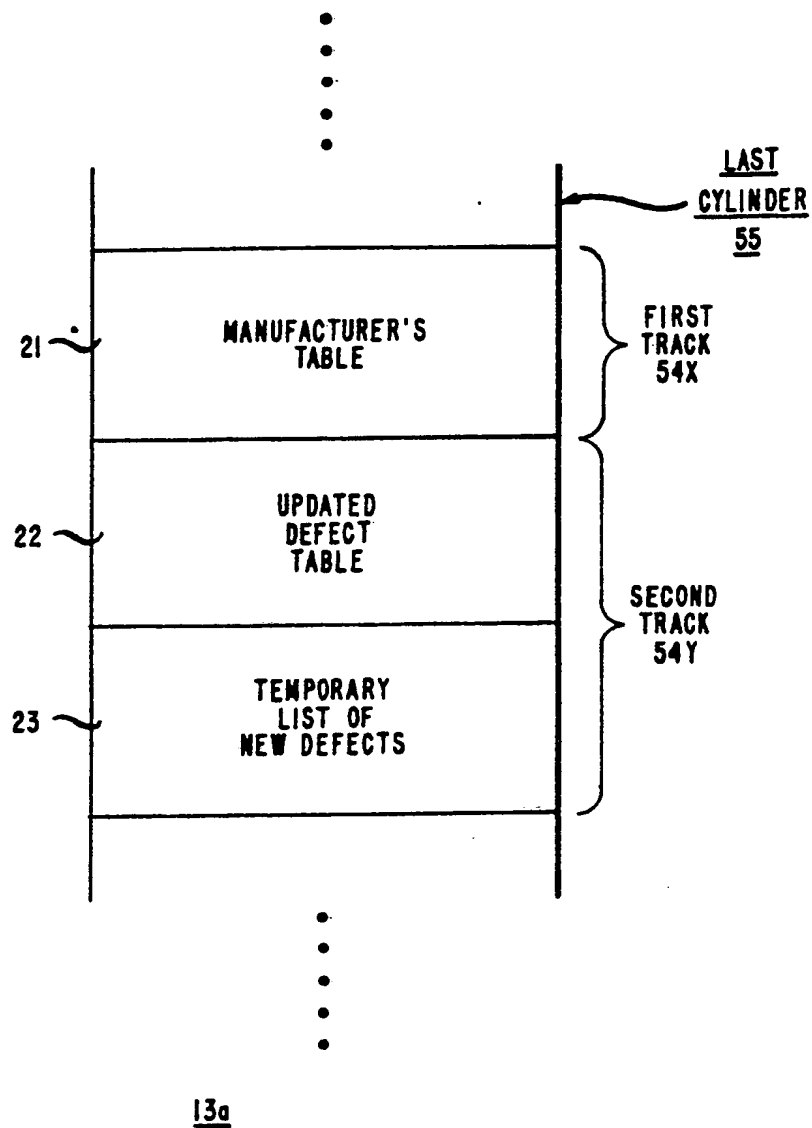 LAST
CYLINDER
55
21
MANUFACTURER'S
TABLE
FIRST
TRACK
54X
22
UPDATED
DEFECT
TABLE
SECOND
TRACK
54Y
23
TEMPORARY
LIST OF
NEW DEFECTS
13a